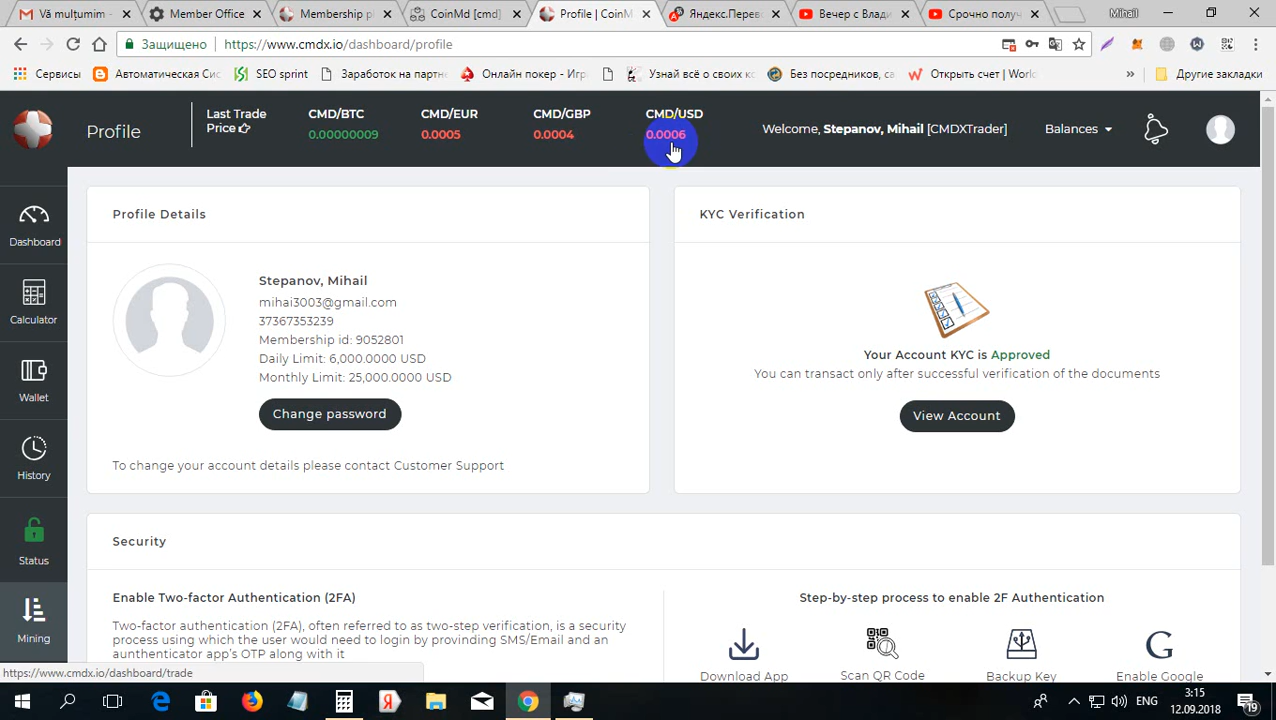 Vă mulțumim
Member Office
Membership p
CoinMd [cmd]
Profile | CoinM
Яндекс.Перев
Вечер с Влади
Срочно получ
Mihail
Защищено
https://www.cmdx.io/dashboard/profile
Сервисы
Автоматическая Сис
SEO sprint
Заработок на партн
Онлайн покер - Игр
Узнай всё о своих кс
Без посредников, са
Открыть счет | World
Другие закладки
Profile
Last Trade
Price
CMD/BTC
0.00000009
CMD/EUR
0.0005
CMD/GBP
0.0004
CMD/USD
0.0006
Welcome, Stepanov, Mihail [CMDXTrader]
Balances
Dashboard
Calculator
Wallet
History
Status
Mining
Profile Details
Stepanov, Mihail
mihai3003@gmail.com
37367353239
Membership id: 9052801
Daily Limit: 6,000.0000 USD
Monthly Limit: 25,000.0000 USD
Change password
To change your account details please contact Customer Support
KYC Verification
Your Account KYC is Approved
You can transact only after successful verification of the documents
View Account
Security
Enable Two-factor Authentication (2FA)
Two-factor authentication (2FA), often referred to as two-step verification, is a security
process using which the user would need to login by provinding SMS/Email and an
aunthenticator app's OTP along with it
Step-by-step process to enable 2F Authentication
Download App
Scan QR Code
Backup Key
Enable Google
https://www.cmdx.io/dashboard/trade
ENG
3:15
12.09.2018
19